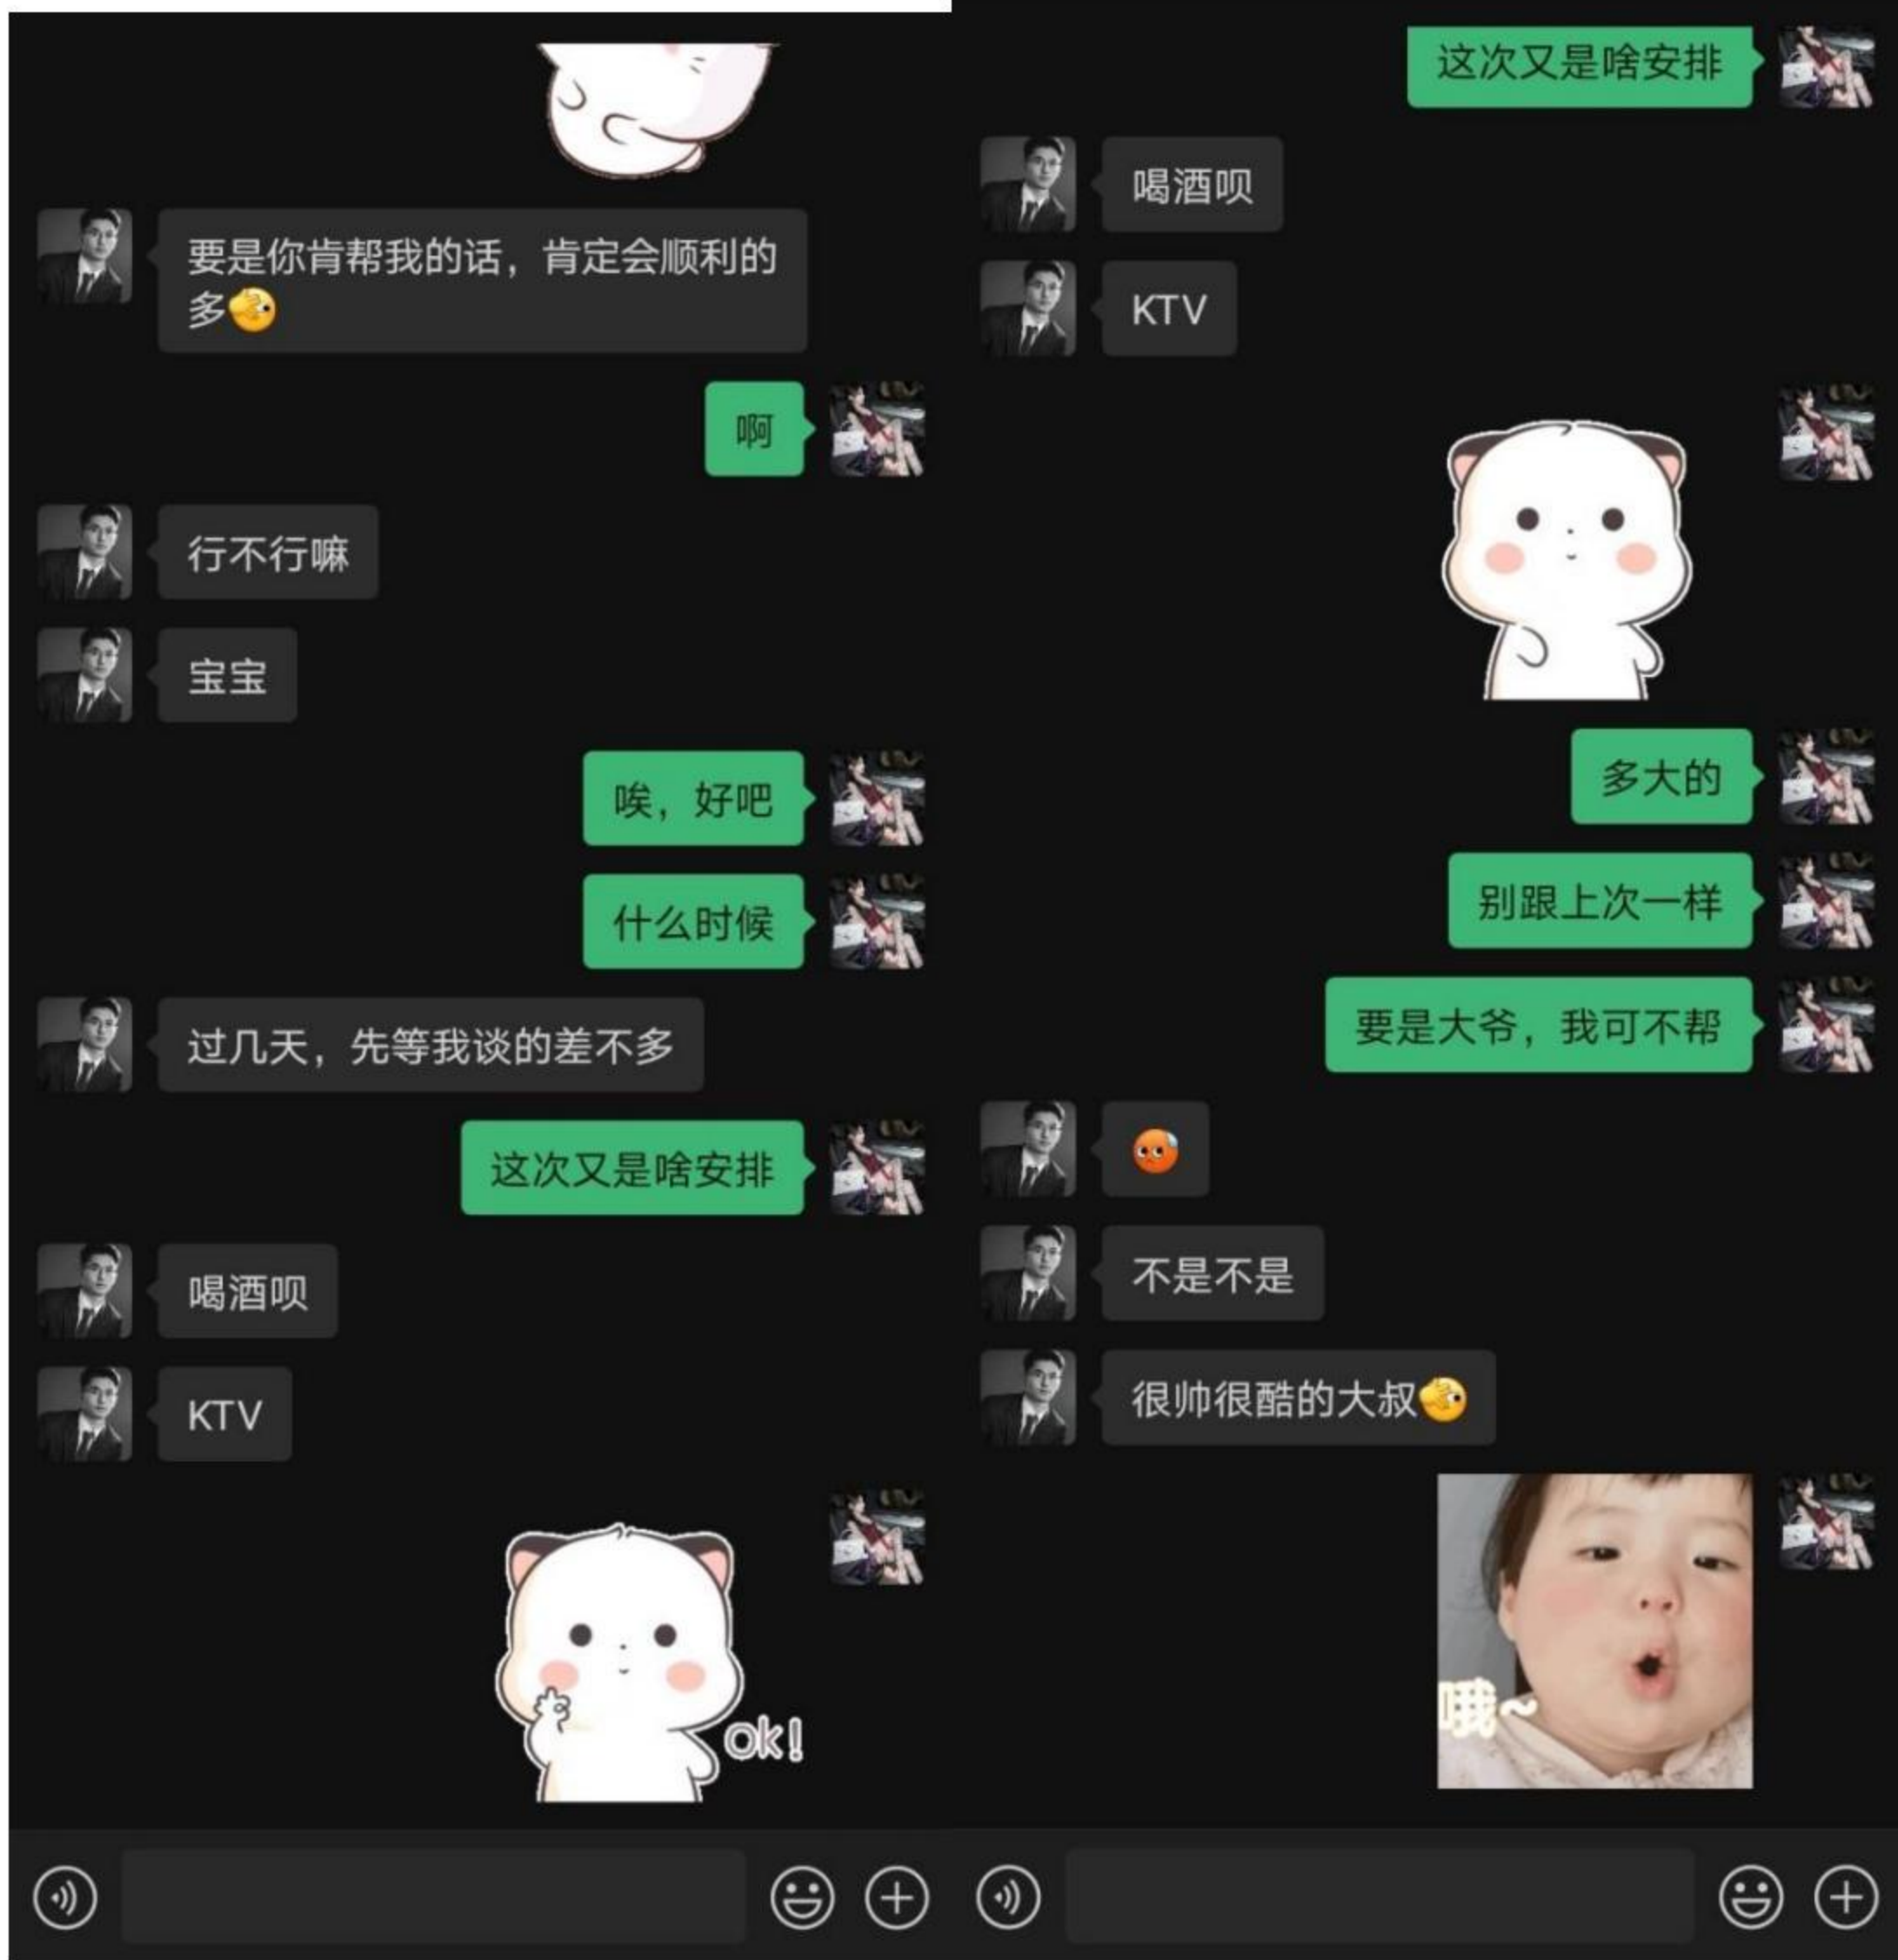 要是你肯帮我的话，肯定会顺利的
多
啊
行不行嘛
宝宝
唉，好吧
什么时候
过几天，先等我谈的差不多
这次又是啥安排
喝酒呗
KTV
ok!
这次又是啥安排
喝酒呗
KTV
多大的
别跟上次一样
要是大爷，我可不帮
不是不是
很帅很酷的大叔
哦~